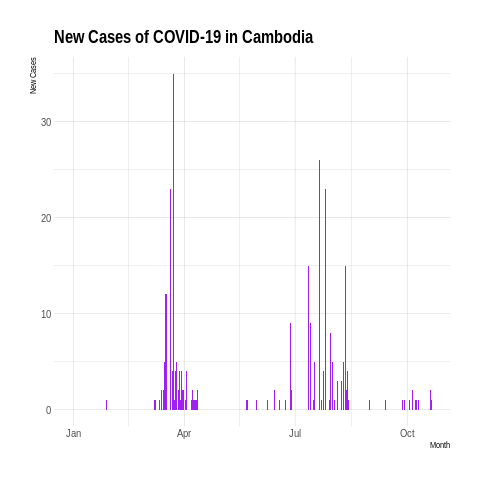 New Cases of COVID-19 in Cambodia
New Cases
30
20
10
0
Jan Apr Jul Oct
Month